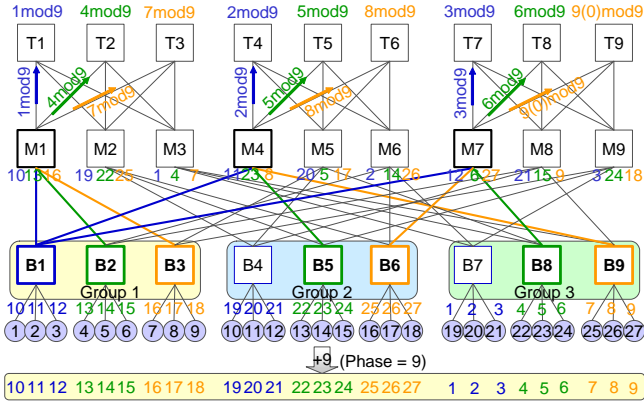 1mod9 4mod9 7mod9 2mod9 5mod9 8mod9 3mod9 6mod9 9(0)mod9
T1 T2 T3 T4 T5 T6 T7 T8 T9
1mod9 4mod9 7mod9 2mod9 5mod9 8mod9 3mod9 6mod9 9(0)mod9
M1 M2 M3 M4 M5 M6 M7 M8 M9
10 13 16 19 22 25 1 4 7 11 23 8 20 5 17 2 14 26 12 6 27 21 15 9 3 24 18
B1 B2 B3 B4 B5 B6 B7 B8 B9
Group 1 Group 2 Group 3
10 11 12 13 14 15 16 17 18 19 20 21 22 23 24 25 26 27 1 2 3 4 5 6 7 8 9
1 2 3 4 5 6 7 8 9 10 11 12 13 14 15 16 17 18 19 20 21 22 23 24 25 26 27
+9 (Phase = 9)
10 11 12 13 14 15 16 17 18 19 20 21 22 23 24 25 26 27 1 2 3 4 5 6 7 8 9